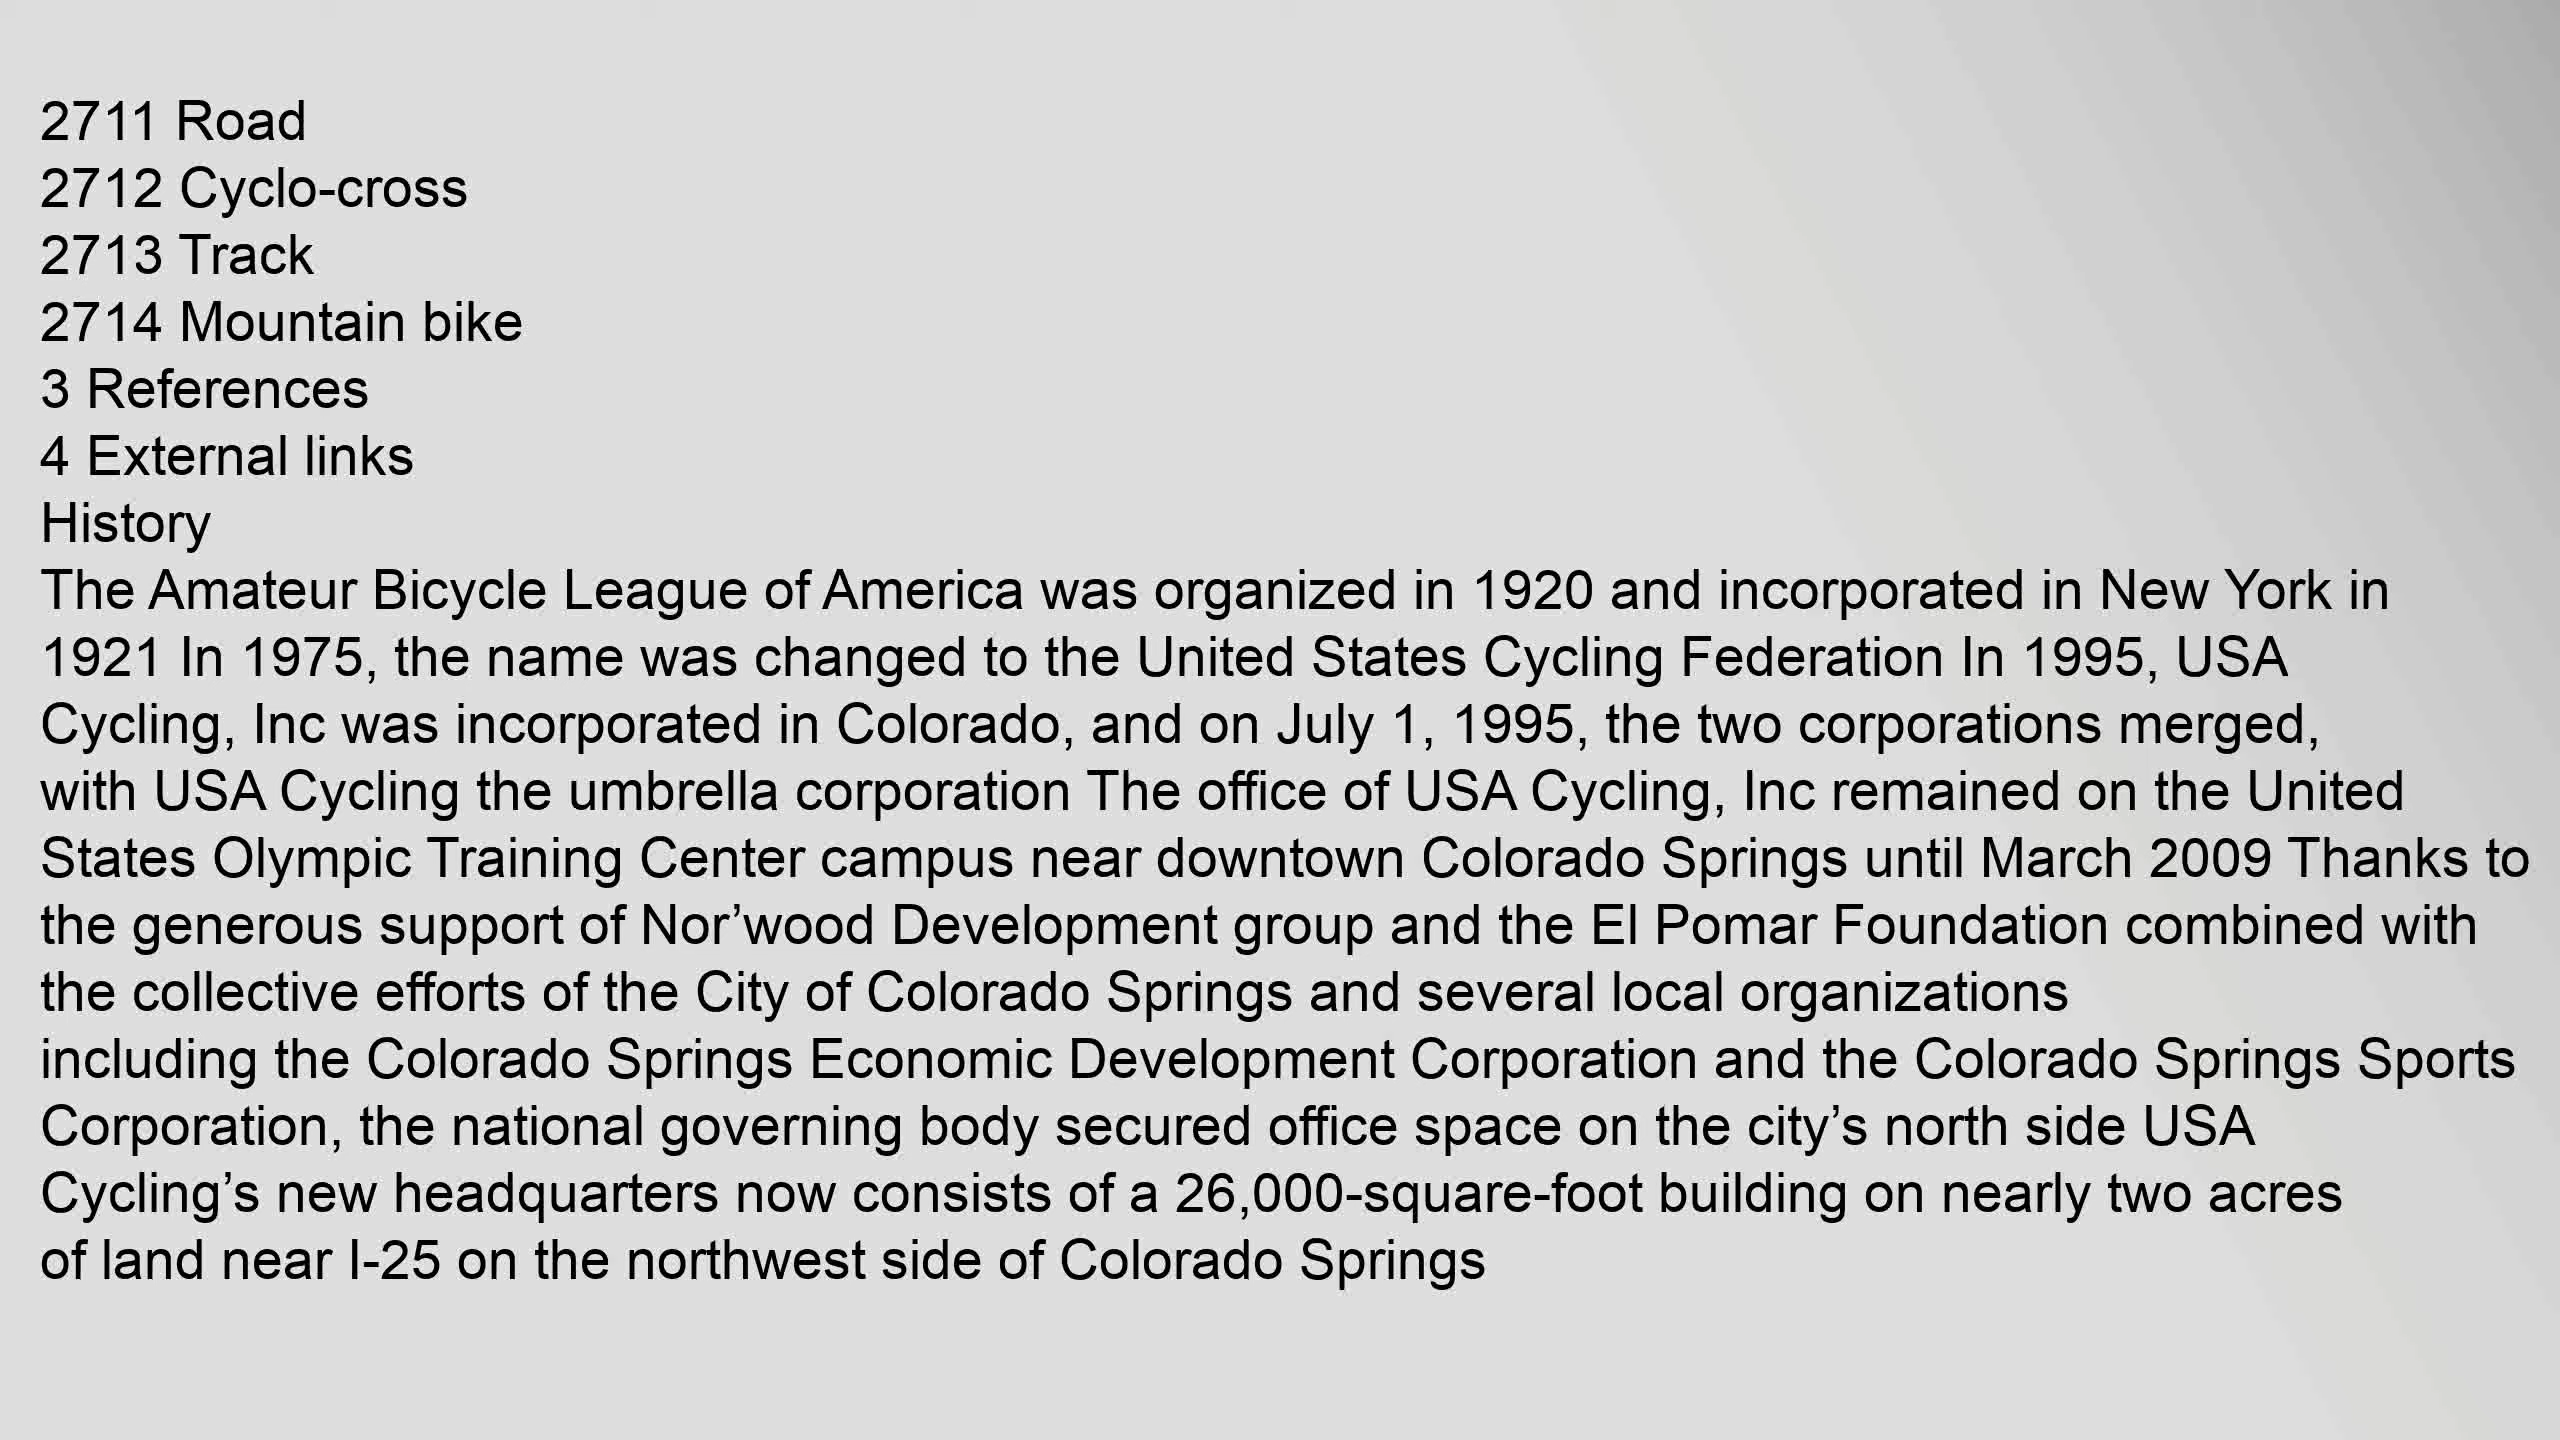 2711 Road
2712 Cyclo-cross
2713 Track
2714 Mountain bike
3 References
4 External links
History
The Amateur Bicycle League of America was organized in 1920 and incorporated in New York in
1921 In 1975, the name was changed to the United States Cycling Federation In 1995, USA
Cycling, Inc was incorporated in Colorado, and on July 1, 1995, the two corporations merged,
with USA Cycling the umbrella corporation The office of USA Cycling, Inc remained on the United
States Olympic Training Center campus near downtown Colorado Springs until March 2009 Thanks to
the generous support of Nor’wood Development group and the El Pomar Foundation combined with
the collective efforts of the City of Colorado Springs and several local organizations
including the Colorado Springs Economic Development Corporation and the Colorado Springs Sports
Corporation, the national governing body secured office space on the city’s north side USA
Cycling’s new headquarters now consists of a 26,000-square-foot building on nearly two acres
of land near I-25 on the northwest side of Colorado Springs